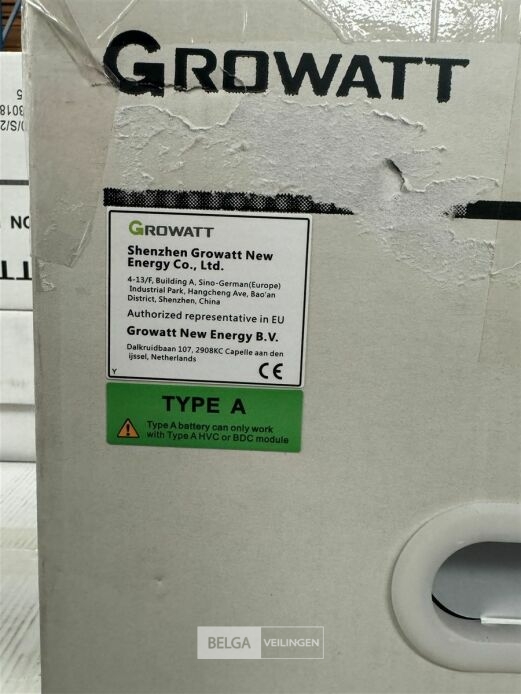 GROWATT
GROWATT
Shenzhen Growatt New
Energy Co., Ltd.
4-13/F, Building A, Sino-German(Europe)
Industrial Park, Hangcheng Ave, Bao'an
District, Shenzhen, China
Authorized representative in EU
Growatt New Energy B.V.
Dalkruidbaan 107, 2908KC Capelle aan den
ijssel, Netherlands
Y
CE
TYPE A
Type A battery can only work
with Type A HVC or BDC module
BELGA VEILINGEN